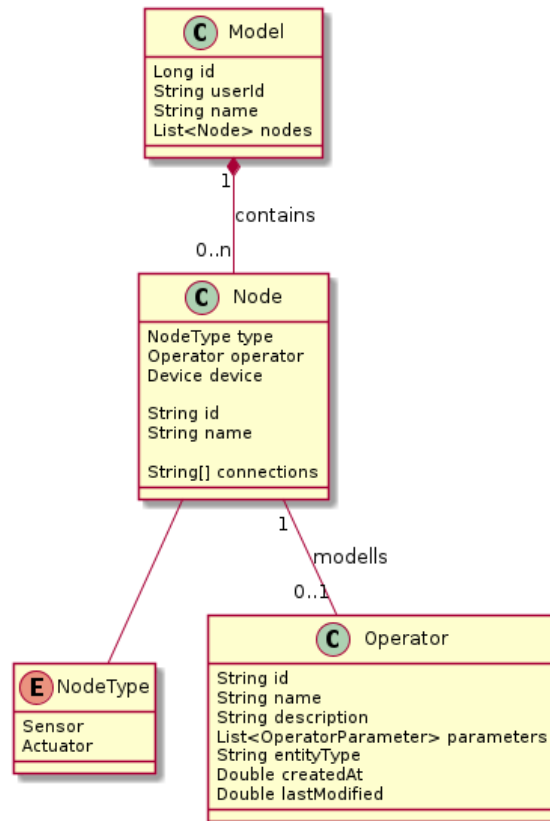 C Model
Long id
String userId
String name
List<Node> nodes
1
contains
0..n
C Node
NodeType type
Operator operator
Device device
String id
String name
String[] connections
1
modells
0..1
E NodeType
Sensor
Actuator
C Operator
String id
String name
String description
List<OperatorParameter> parameters
String entityType
Double createdAt
Double lastModified